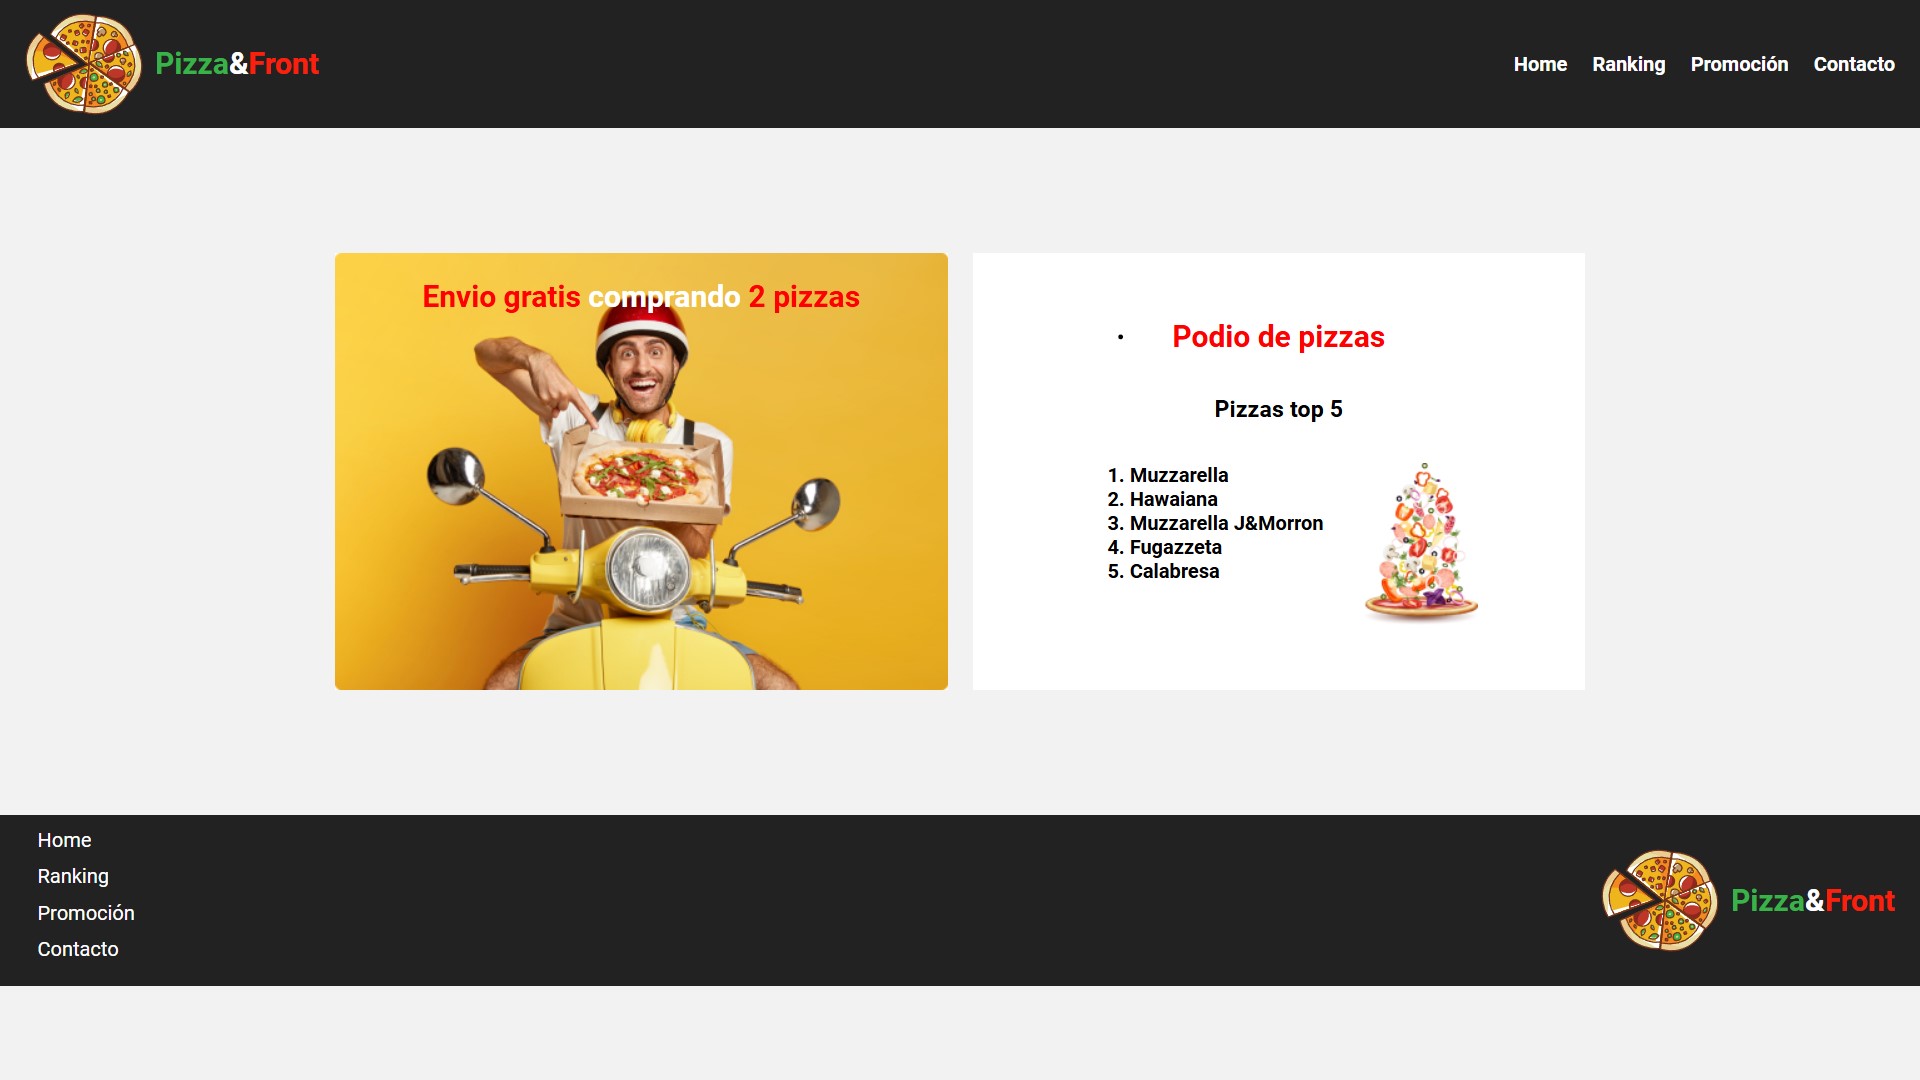 Pizza&Front
Home Ranking Promoción Contacto
Envio gratis comprando 2 pizzas
• Podio de pizzas
Pizzas top 5
1. Muzzarella
2. Hawaiana
3. Muzzarella J&Morron
4. Fugazzeta
5. Calabresa
Home
Ranking
Promoción
Contacto
Pizza&Front